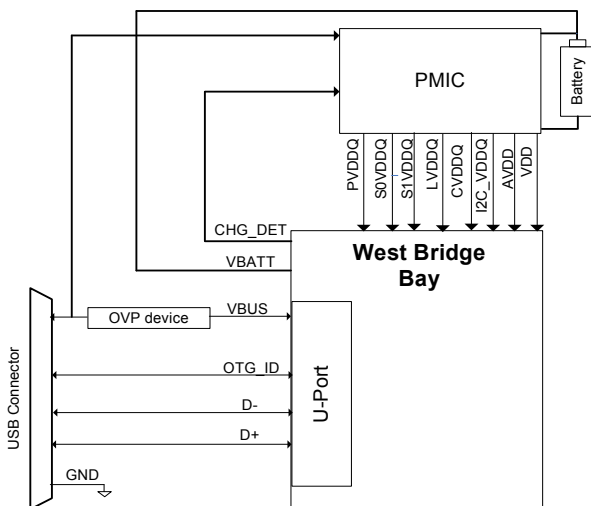 PMIC
Battery
PVDDQ
S0VDDQ
S1VDDQ
LVDDQ
CVDDQ
I2C_VDDQ
AVDD
VDD
CHG_DET
VBATT
West Bridge
Bay
USB Connector
OVP device
VBUS
OTG_ID
D-
D+
GND
U-Port